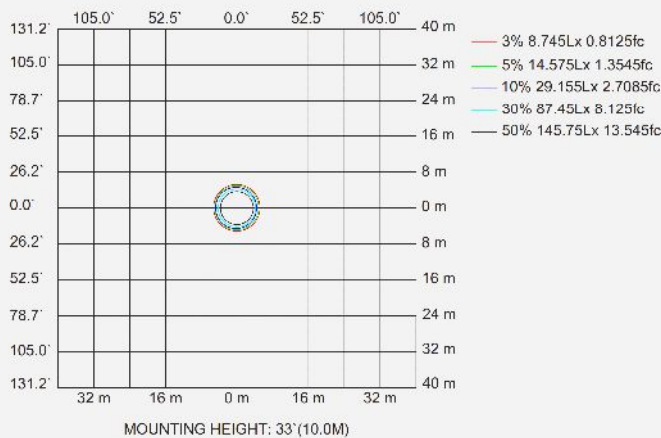 105.0` 52.5` 0.0` 52.5` 105.0`
131.2` 40 m
105.0` 32 m
78.7` 24 m
52.5` 16 m
26.2` 8 m
0.0` 0 m
26.2` 8 m
52.5` 16 m
78.7` 24 m
105.0` 32 m
131.2` 40 m
32 m 16 m 0 m 16 m 32 m
MOUNTING HEIGHT: 33`(10.0M)
3% 8.745Lx 0.8125fc
5% 14.575Lx 1.3545fc
10% 29.155Lx 2.7085fc
30% 87.45Lx 8.125fc
50% 145.75Lx 13.545fc